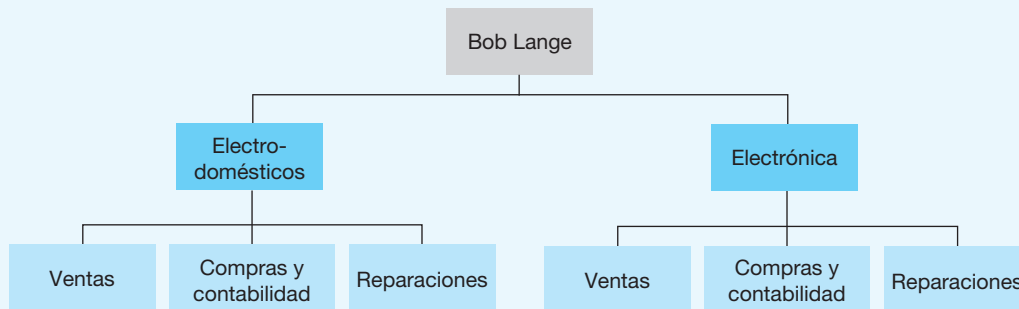 Bob Lange
Electro-
domésticos
Electrónica
Ventas
Compras y
contabilidad
Reparaciones
Ventas
Compras y
contabilidad
Reparaciones